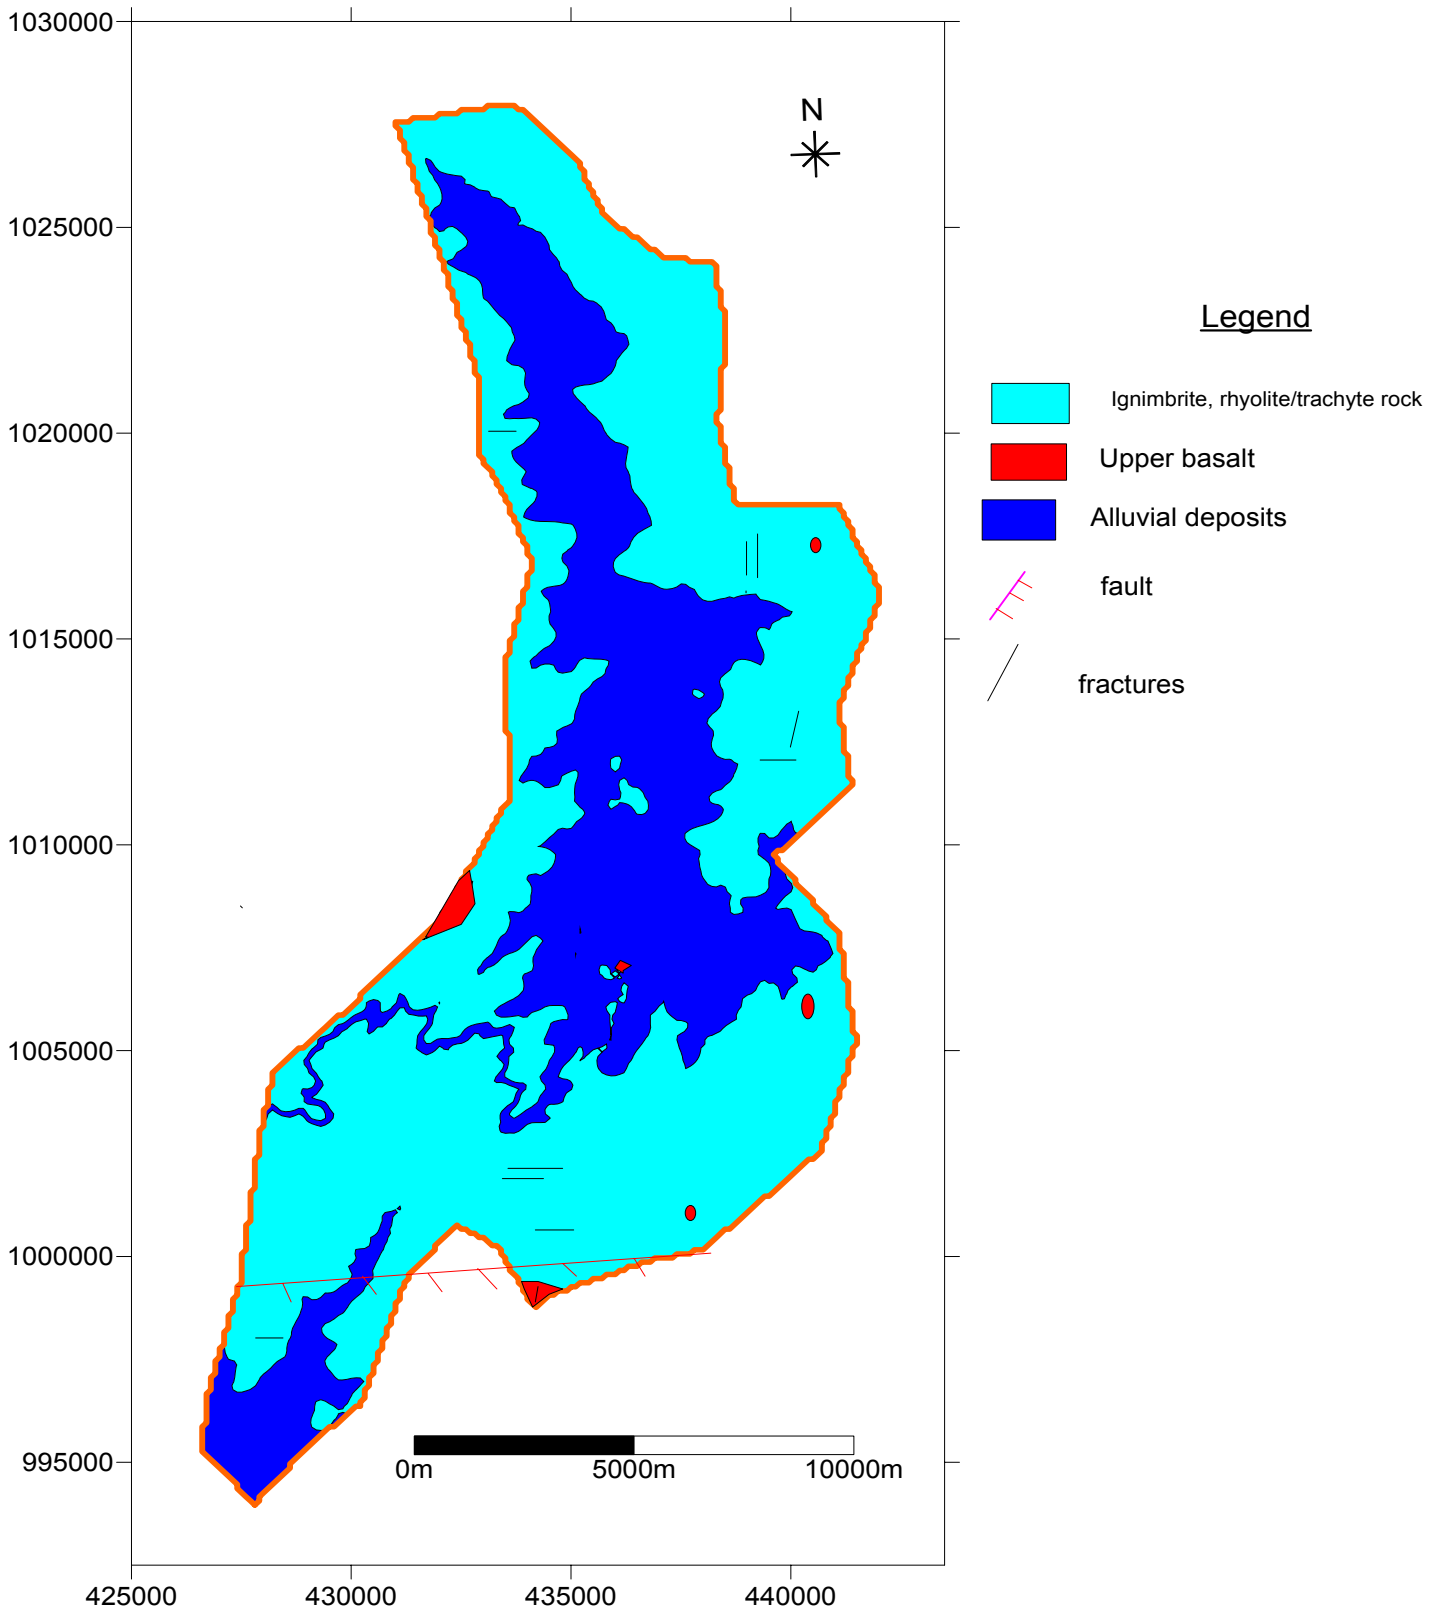 1030000
N
1025000
Legend
Ignimbrite, rhyolite/trachyte rock
1020000
Upper basalt
Alluvial deposits
fault
1015000
fractures
1010000
1005000
1000000
995000
0m 5000m 10000m
425000 430000 435000 440000